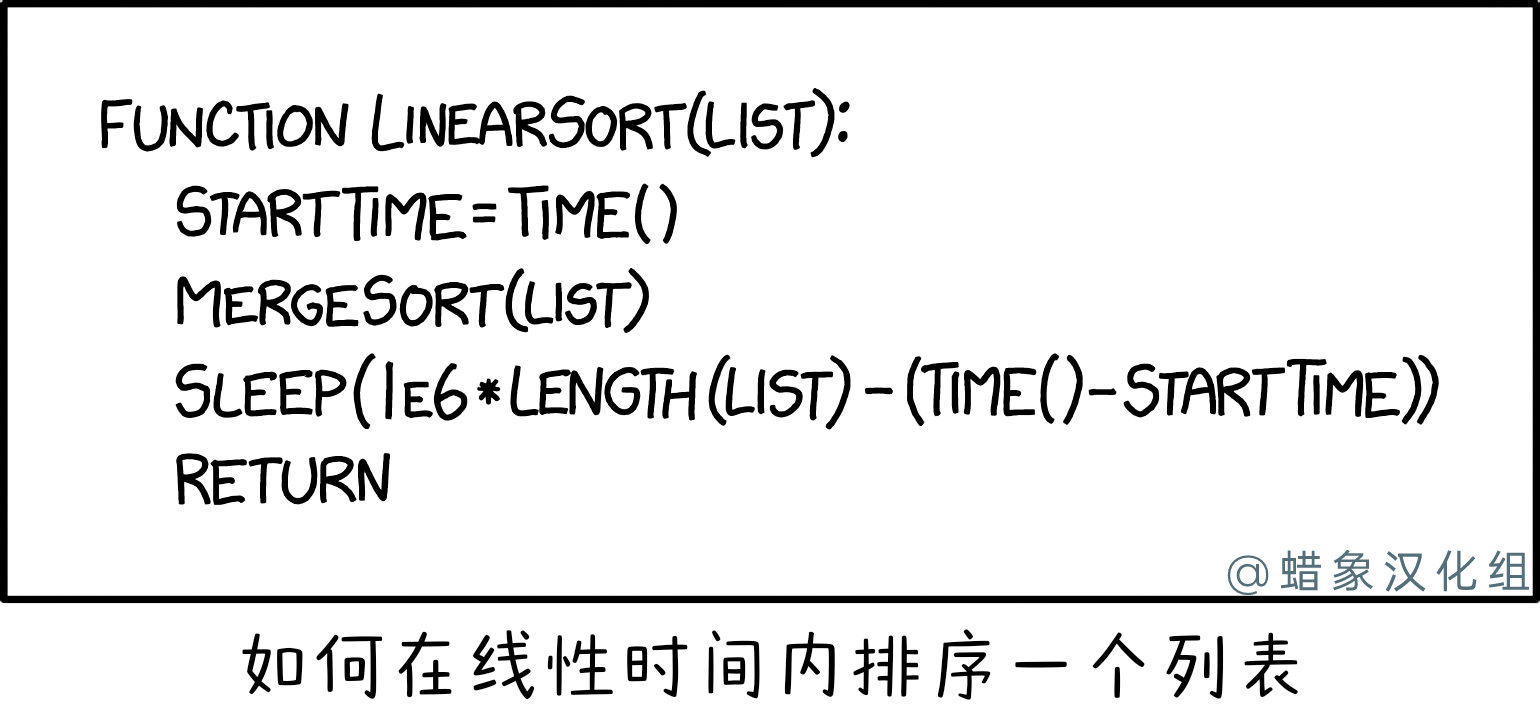 FUNCTION LINEARSORT(LIST):
STARTTIME=TIME()
MERGESORT(LIST)
SLEEP(1E6*LENGTH(LIST)-(TIME()-STARTTIME))
RETURN
@蜡象汉化组
如何在线性时间内排序一个列表